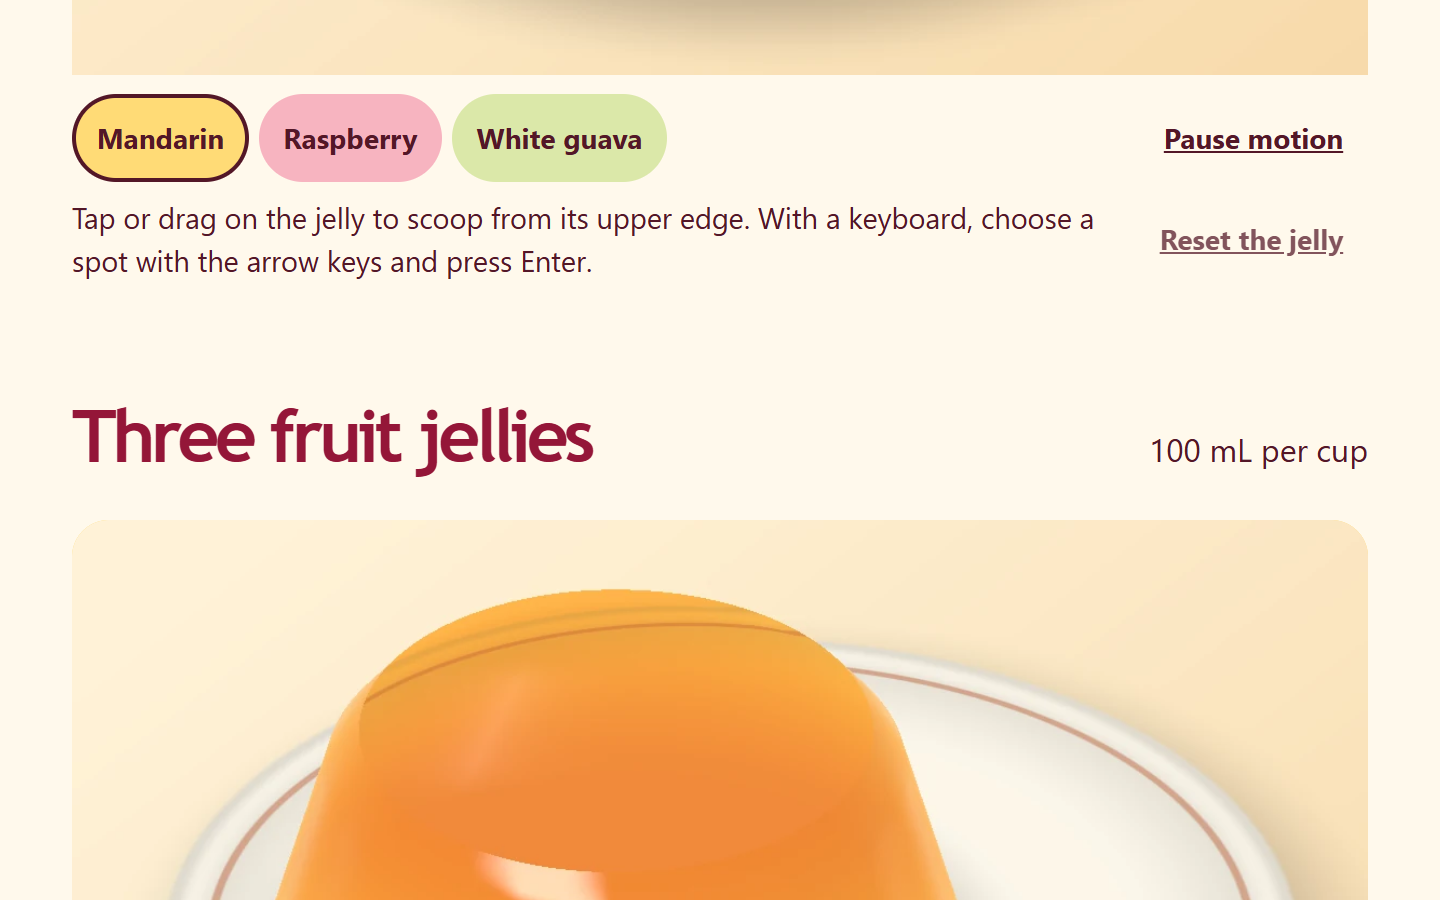 Mandarin
Raspberry
White guava
Pause motion
Tap or drag on the jelly to scoop from its upper edge. With a keyboard, choose a
spot with the arrow keys and press Enter.
Reset the jelly
Three fruit jellies
100 mL per cup